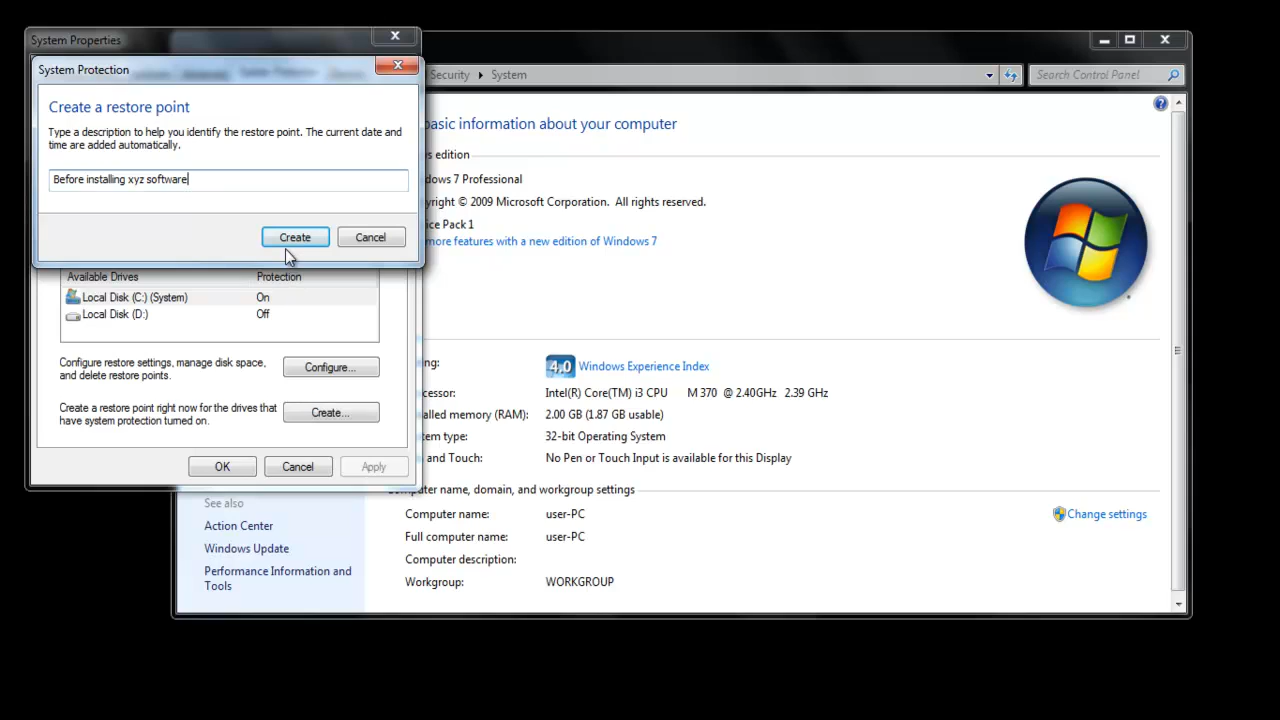 System Properties
System Protection
Create a restore point
Type a description to help you identify the restore point. The current date and
time are added automatically.
Before installing xyz software
Create
Cancel
Available Drives Protection
Local Disk (C:) (System) On
Local Disk (D:) Off
Configure restore settings, manage disk space,
and delete restore points.
Configure...
Create a restore point right now for the drives that
have system protection turned on.
Create...
OK
Cancel
Apply
Security
System
Search Control Panel
basic information about your computer
edition
7 Professional
Copyright © 2009 Microsoft Corporation. All rights reserved.
Pack 1
more features with a new edition of Windows 7
4.0 Windows Experience Index
Intel(R) Core(TM) i3 CPU M 370 @ 2.40GHz 2.39 GHz
(RAM): 2.00 GB (1.87 GB usable)
type: 32-bit Operating System
and Touch: No Pen or Touch Input is available for this Display
Computer name, domain, and workgroup settings
Computer name: user-PC
Change settings
Full computer name: user-PC
Computer description:
Workgroup: WORKGROUP
See also
Action Center
Windows Update
Performance Information and
Tools